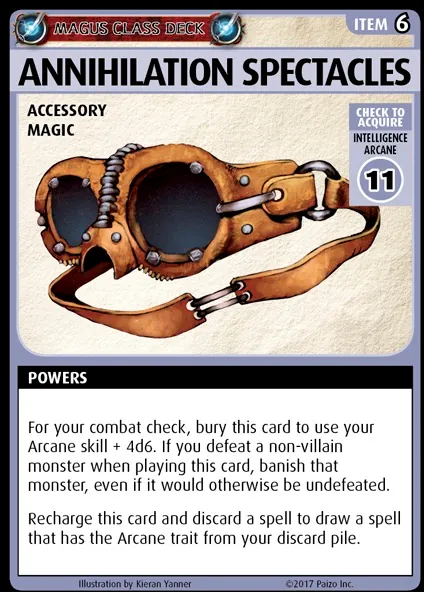 MAGUS CLASS DECK
ITEM 6
ANNIHILATION SPECTACLES
ACCESSORY
MAGIC
CHECK TO
ACQUIRE
INTELLIGENCE
ARCANE
11
POWERS
For your combat check, bury this card to use your
Arcane skill + 4d6. If you defeat a non-villain
monster when playing this card, banish that
monster, even if it would otherwise be undefeated.
Recharge this card and discard a spell to draw a spell
that has the Arcane trait from your discard pile.
Illustration by Kieran Yanner ©2017 Paizo Inc.